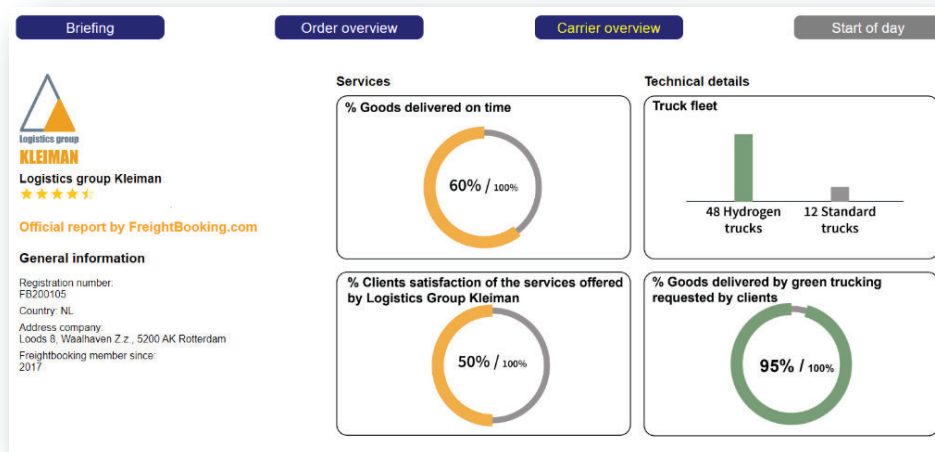 Briefing
Order overview
Carrier overview
Start of day
Logistics group
KLEIMAN
Logistics group Kleiman
Official report by FreightBooking.com
General information
Registration number:
FB200105
Country: NL
Address company:
Loods 8, Waalhaven Z.z., 5200 AK Rotterdam
Freightbooking member since:
2017
Services
% Goods delivered on time
60% / 100%
% Clients satisfaction of the services offered
by Logistics Group Kleiman
50% / 100%
Technical details
Truck fleet
48 Hydrogen
trucks
12 Standard
trucks
% Goods delivered by green trucking
requested by clients
95% / 100%